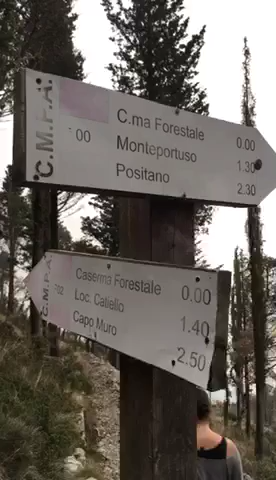 C.M.P.A.
00
C.ma Forestale 0.00
Monteportuso 1.30
Positano 2.30
C.M.P.A.
Caserma Forestale 0.00
Loc. Catiello 1.40
Capo Muro 2.50